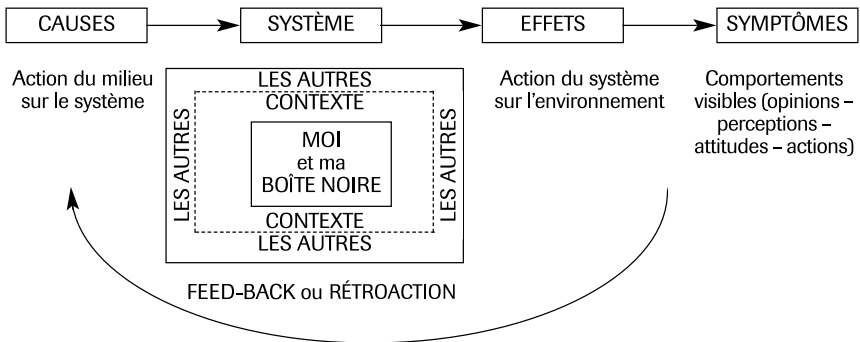 CAUSES
SYSTÈME
EFFETS
SYMPTÔMES
Action du milieu
sur le système
LES AUTRES
CONTEXTE
LES AUTRES
MOI
et ma
BOÎTE NOIRE
LES AUTRES
CONTEXTE
LES AUTRES
Action du système
sur l'environnement
Comportements
visibles (opinions –
perceptions –
attitudes – actions)
FEED-BACK ou RÉTROACTION